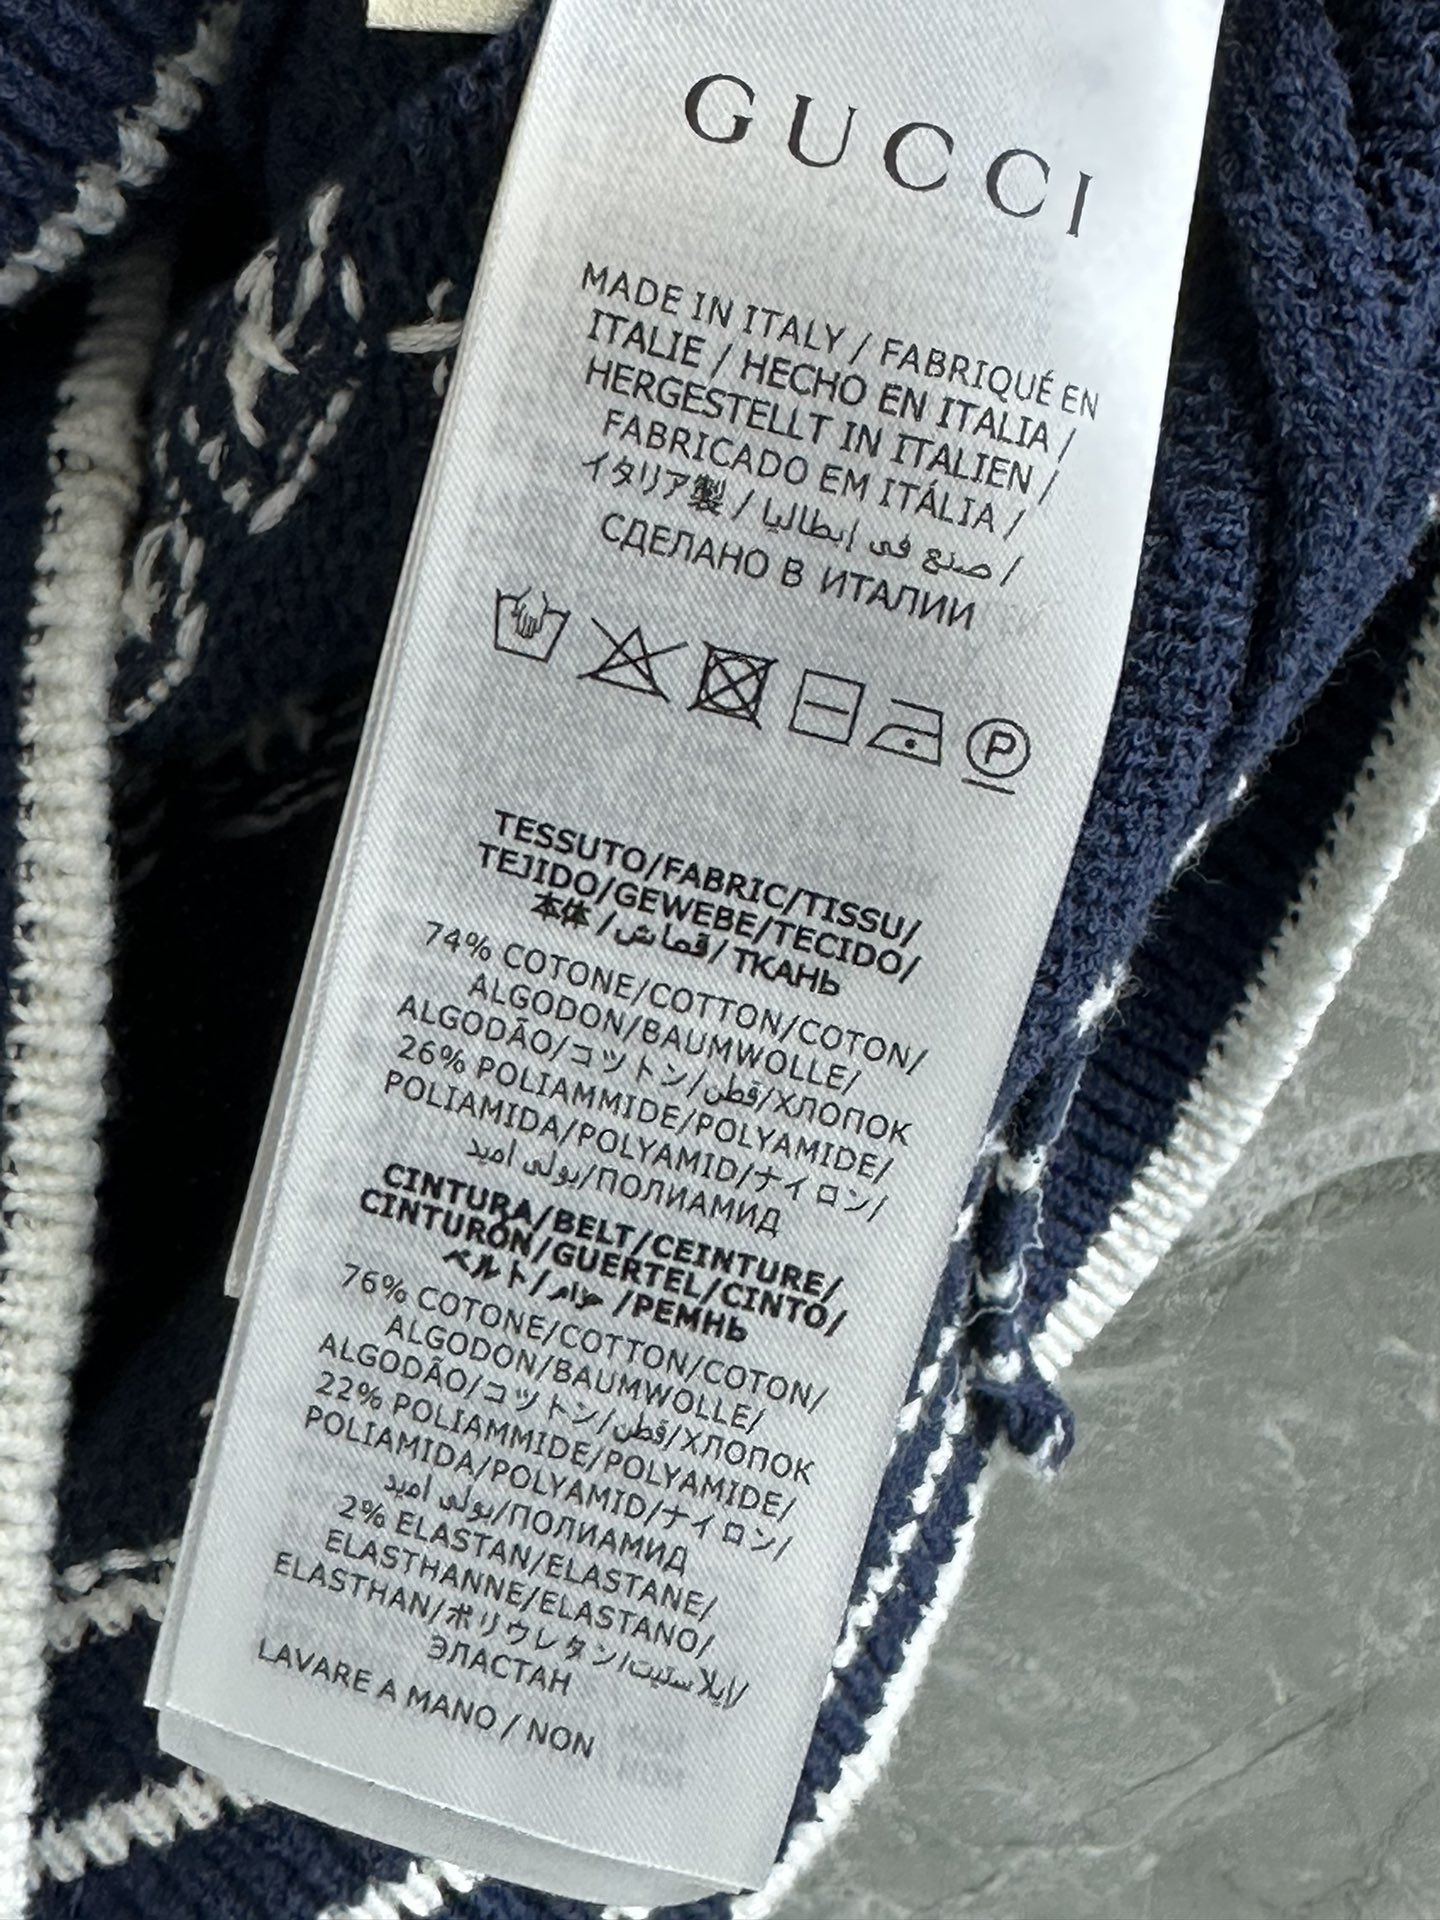 GUCCI
MADE IN ITALY / FABRIQUÉ EN
ITALIE / HECHO EN ITALIA /
HERGESTELLT IN ITALIEN /
FABRICADO EM ITÁLIA /
イタリア製 / صنع في إيطاليا /
СДЕЛАНО В ИТАЛИИ
P
TESSUTO/FABRIC/TISSU/
TEJIDO/GEWEBE/TECIDO/
本体 /قماش/ ТКАНЬ
74% COTONE/COTTON/COTON/
ALGODON/BAUMWOLLE/
ALGODÃO/コットン/قطن/ХЛОПОК
26% POLIAMMIDE/POLYAMIDE/
POLIAMIDA/POLYAMID/ナイロン/
بولي اميد/ПОЛИАМИД
CINTURA/BELT/CEINTURE/
CINTURÓN/GUERTEL/CINTO/
ベルト/حزام /РЕМНЬ
76% COTONE/COTTON/COTON/
ALGODON/BAUMWOLLE/
ALGODÃO/コットン/قطن/ХЛОПОК
22% POLIAMMIDE/POLYAMIDE/
POLIAMIDA/POLYAMID/ナイロン/
بولي اميد/ПОЛИАМИД
2% ELASTAN/ELASTANE/
ELASTHANNE/ELASTANO/
ELASTHAN/ポリウレタン/
ЭЛАСТАН
LAVARE A MANO / NON